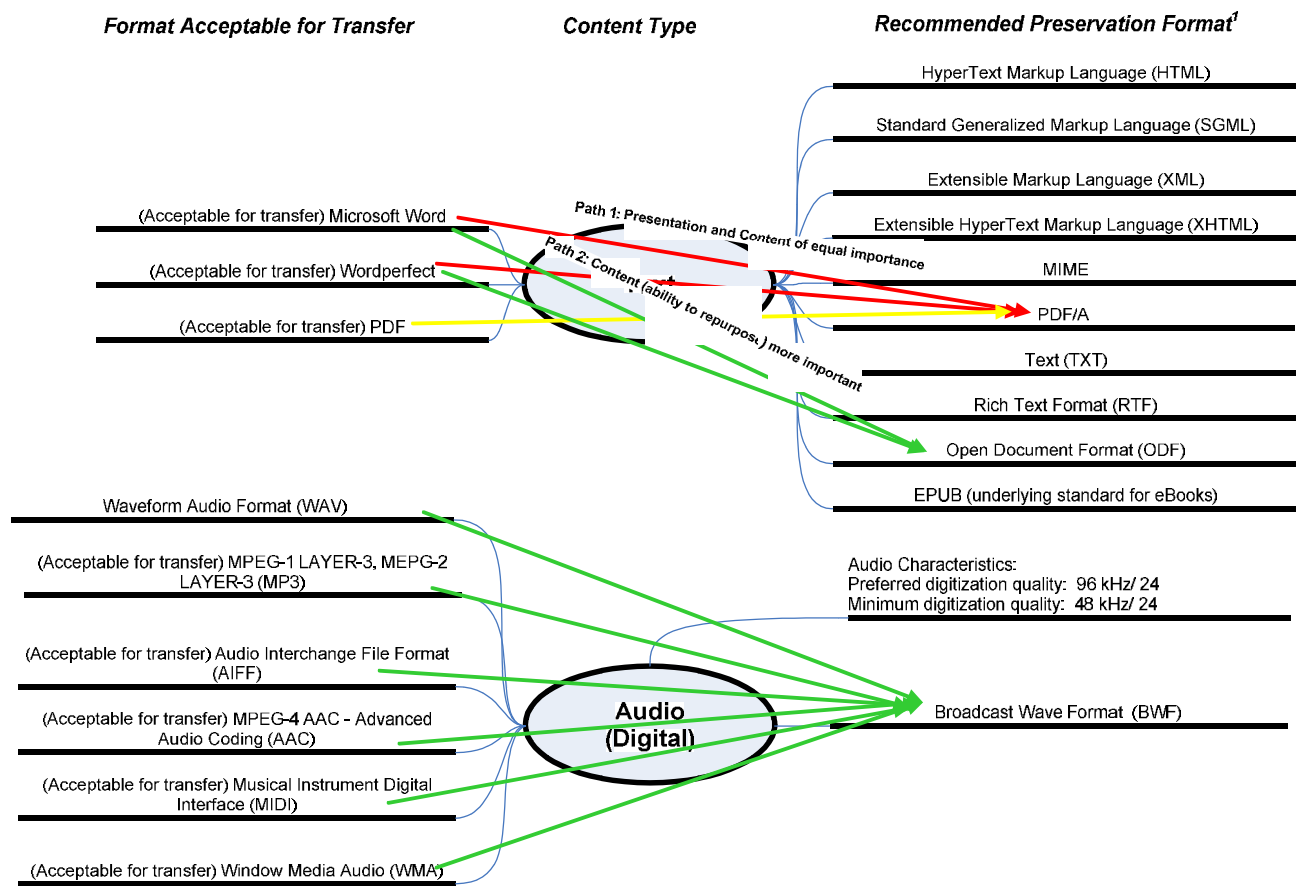 Format Acceptable for Transfer
Content Type
Recommended Preservation Format1
HyperText Markup Language (HTML)
Standard Generalized Markup Language (SGML)
Extensible Markup Language (XML)
(Acceptable for transfer) Microsoft Word
Path 1: Presentation and Content of equal importance
Extensible HyperText Markup Language (XHTML)
(Acceptable for transfer) Wordperfect
Path 2: Content (ability to repurpose) more important
MIME
(Acceptable for transfer) PDF
PDF/A
Text (TXT)
Rich Text Format (RTF)
Open Document Format (ODF)
EPUB (underlying standard for eBooks)
Waveform Audio Format (WAV)
(Acceptable for transfer) MPEG-1 LAYER-3, MEPG-2
LAYER-3 (MP3)
Audio Characteristics:
Preferred digitization quality: 96 kHz/ 24
Minimum digitization quality: 48 kHz/ 24
(Acceptable for transfer) Audio Interchange File Format
(AIFF)
(Acceptable for transfer) MPEG-4 AAC - Advanced
Audio Coding (AAC)
Audio
(Digital)
Broadcast Wave Format (BWF)
(Acceptable for transfer) Musical Instrument Digital
Interface (MIDI)
(Acceptable for transfer) Window Media Audio (WMA)